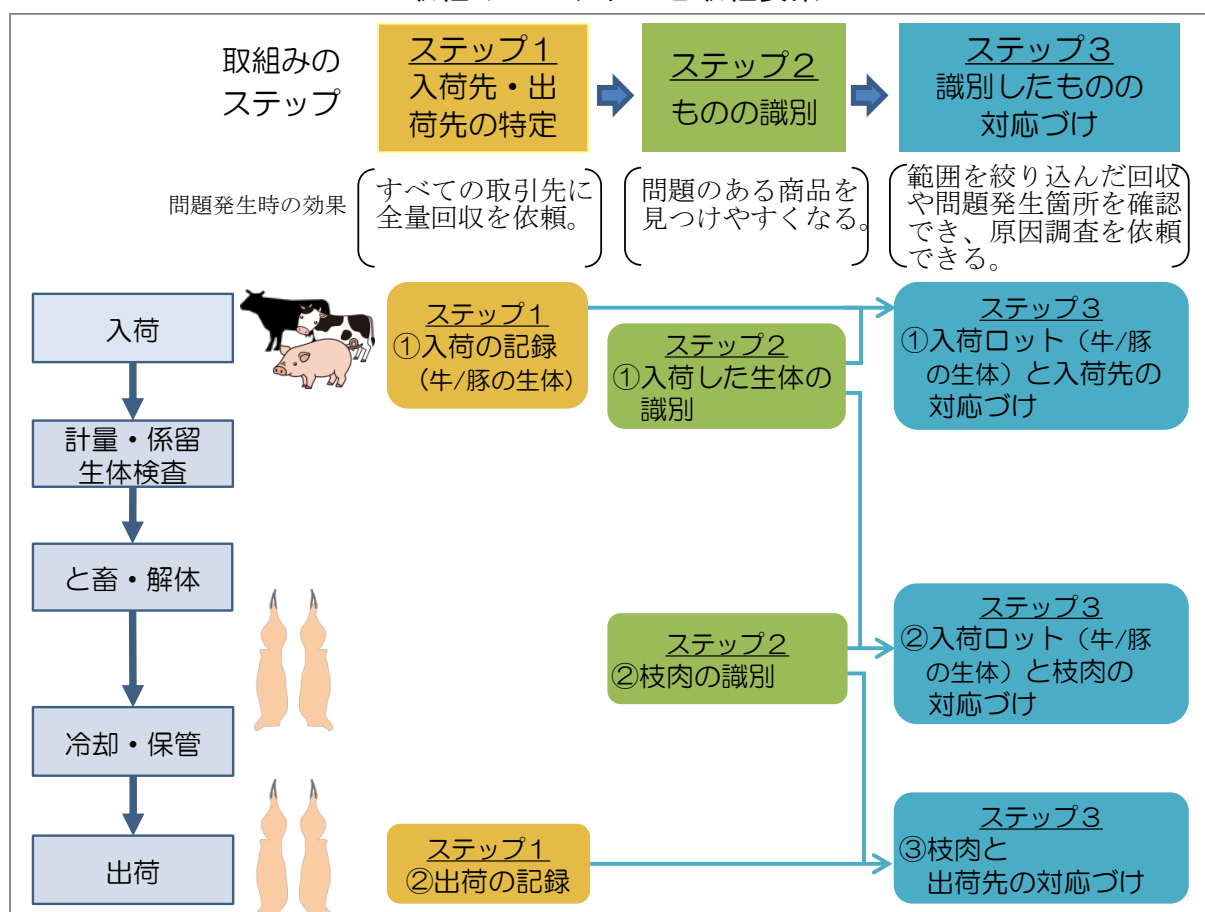 取組みの
ステップ
ステップ1
入荷先・出
荷先の特定
ステップ2
ものの識別
ステップ3
識別したものの
対応づけ
問題発生時の効果
すべての取引先に
全量回収を依頼。
問題のある商品を
見つけやすくなる。
範囲を絞り込んだ回収
や問題発生箇所を確認
でき、原因調査を依頼
できる。
入荷
ステップ1
①入荷の記録
(牛/豚の生体)
ステップ2
①入荷した生体の
識別
ステップ3
①入荷ロット(牛/豚
の生体)と入荷先の
対応づけ
計量・係留
生体検査
と畜・解体
ステップ2
②枝肉の識別
ステップ3
②入荷ロット(牛/豚
の生体)と枝肉の
対応づけ
冷却・保管
出荷
ステップ1
②出荷の記録
ステップ3
③枝肉と
出荷先の対応づけ